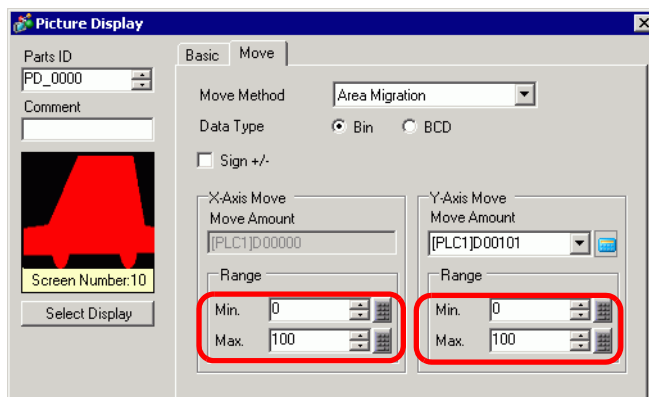 Picture Display
Parts ID
PD_0000
Comment
Screen Number:10
Select Display
Basic
Move
Move Method
Area Migration
Data Type
Bin
BCD
Sign +/-
X-Axis Move
Move Amount
[PLC1]D00000
Range
Min.
0
Max.
100
Y-Axis Move
Move Amount
[PLC1]D00101
Range
Min.
0
Max.
100